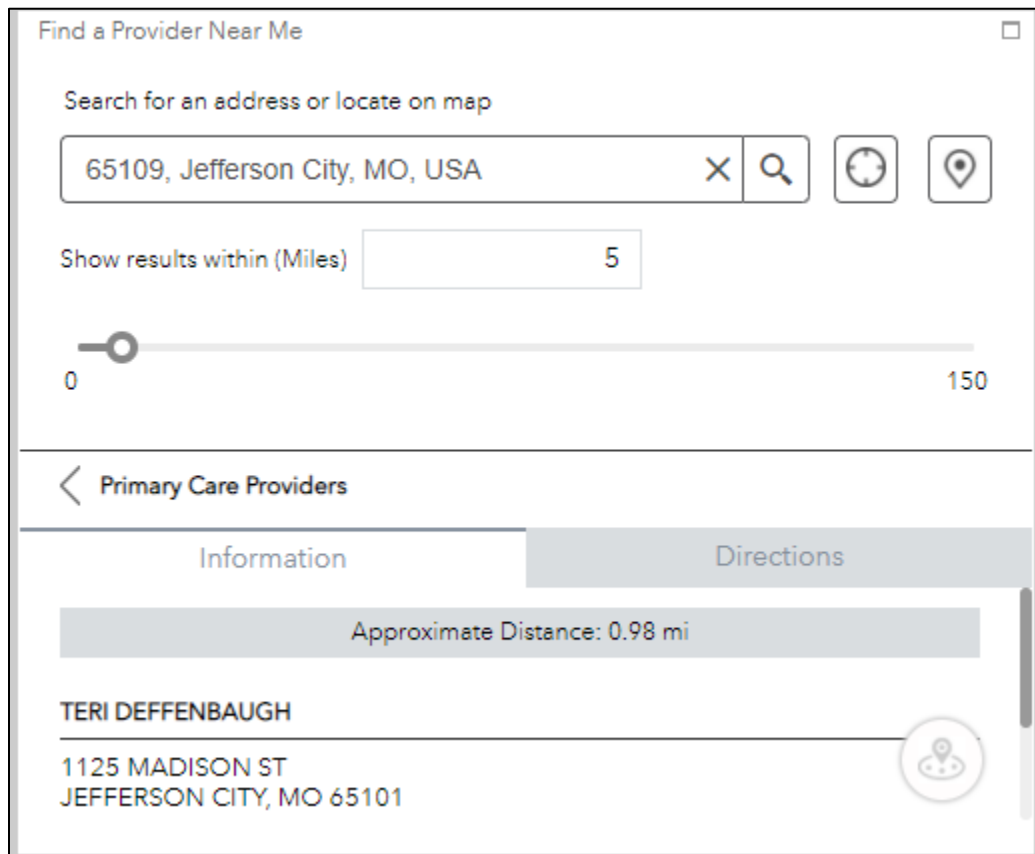 Find a Provider Near Me
Search for an address or locate on map
65109, Jefferson City, MO, USA
Show results within (Miles) 5
0 150
Primary Care Providers
Information Directions
Approximate Distance: 0.98 mi
TERI DEFFENBAUGH
1125 MADISON ST
JEFFERSON CITY, MO 65101